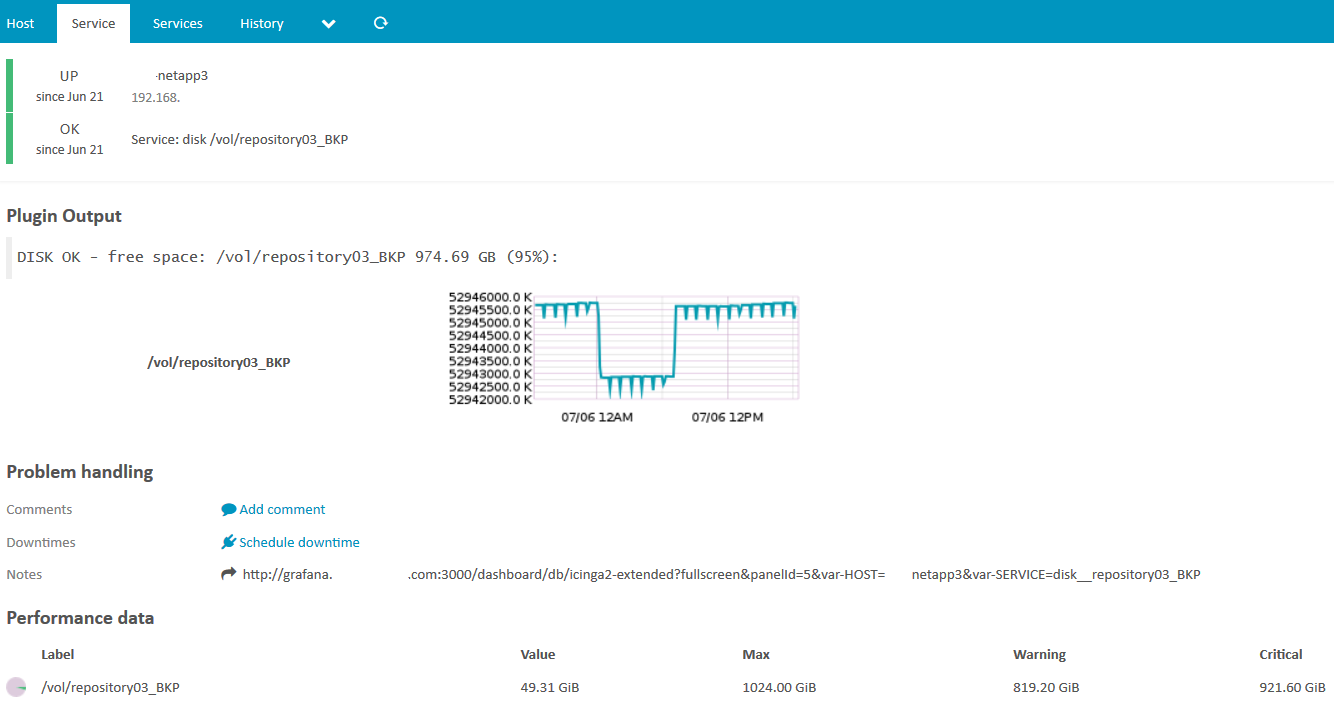 Host Service Services History
UP ·netapp3
since Jun 21 192.168.
OK
since Jun 21 Service: disk /vol/repository03_BKP
Plugin Output
DISK OK - free space: /vol/repository03_BKP 974.69 GB (95%):
52946000.0 K
52945500.0 K
52945000.0 K
52944500.0 K
52944000.0 K
52943500.0 K
52943000.0 K
52942500.0 K
52942000.0 K
/vol/repository03_BKP
07/06 12AM 07/06 12PM
Problem handling
Comments Add comment
Downtimes Schedule downtime
Notes http://grafana. .com:3000/dashboard/db/icinga2-extended?fullscreen&panelId=5&var-HOST= netapp3&var-SERVICE=disk__repository03_BKP
Performance data
Label Value Max Warning Critical
/vol/repository03_BKP 49.31 GiB 1024.00 GiB 819.20 GiB 921.60 GiB